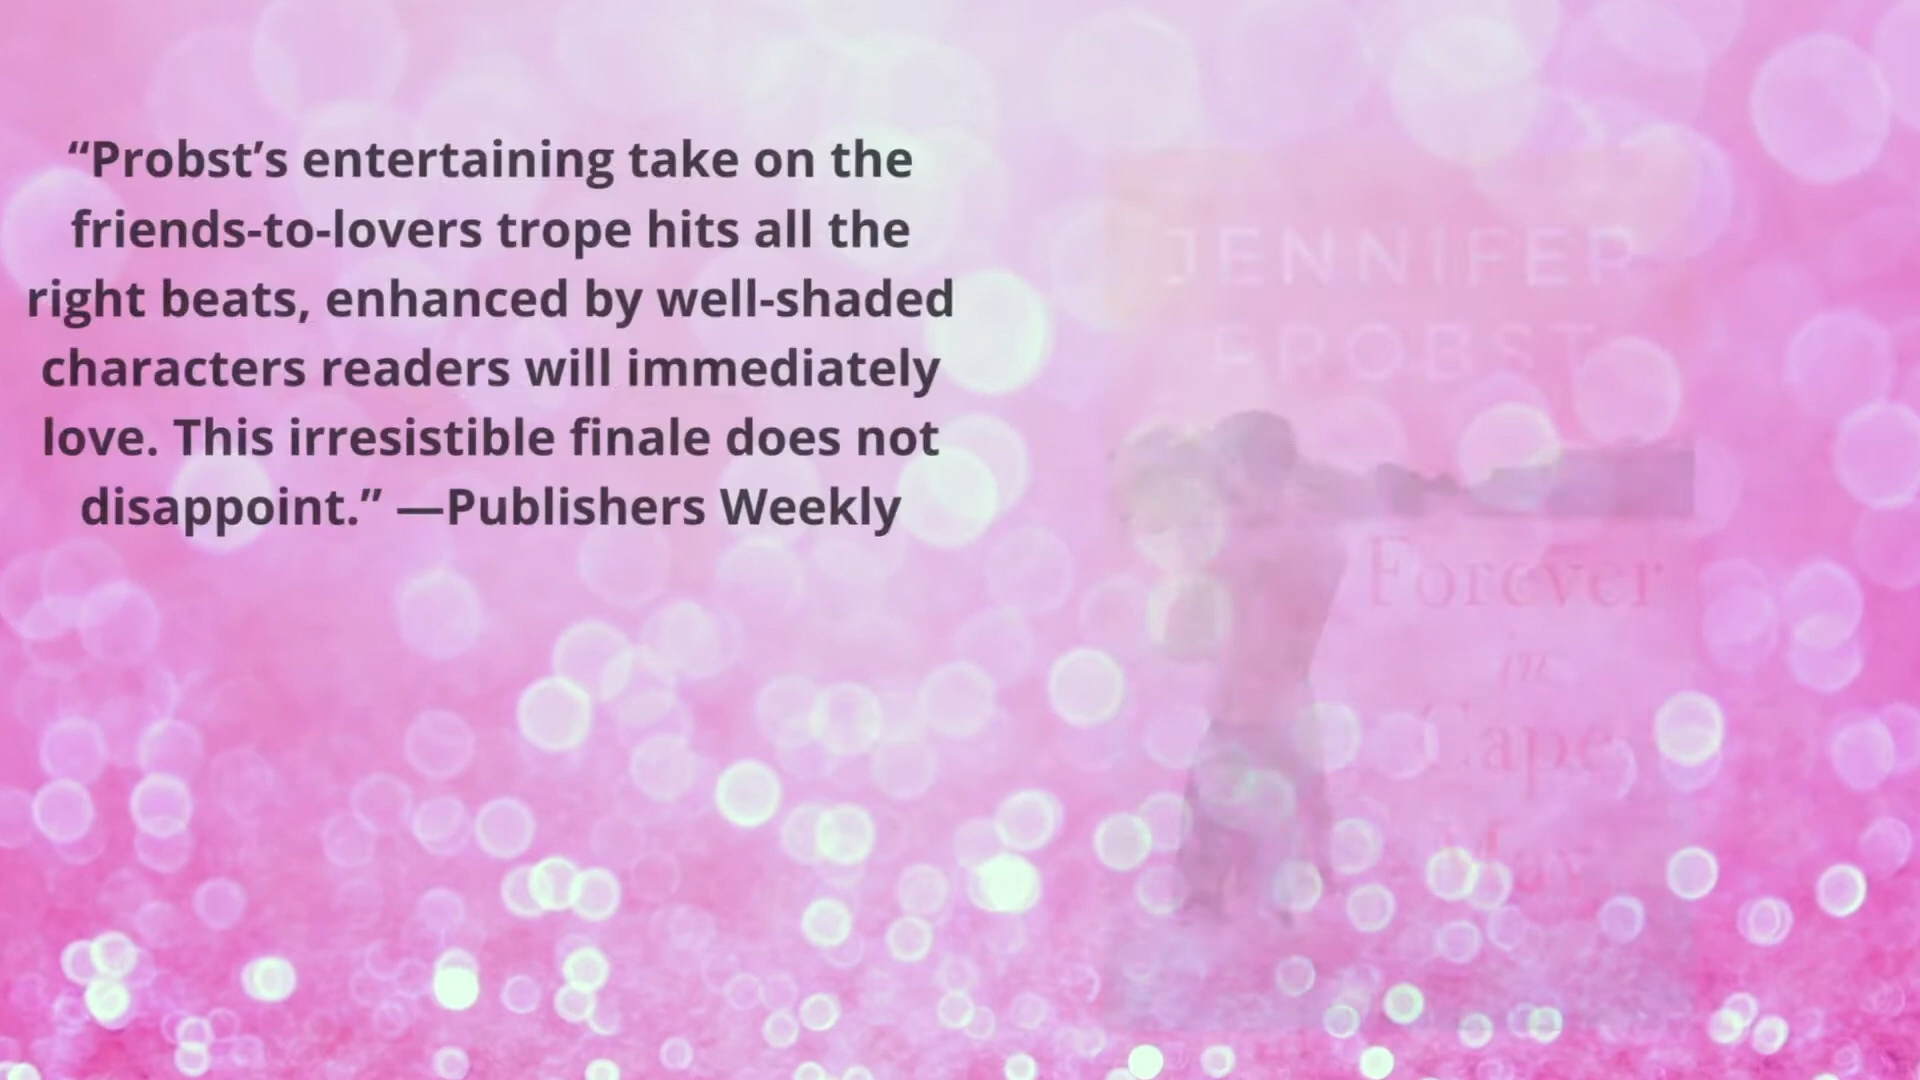 “Probst’s entertaining take on the
friends-to-lovers trope hits all the
right beats, enhanced by well-shaded
characters readers will immediately
love. This irresistible finale does not
disappoint.” —Publishers Weekly
JENNIFER
PROBST
Forever
in
Cape
May